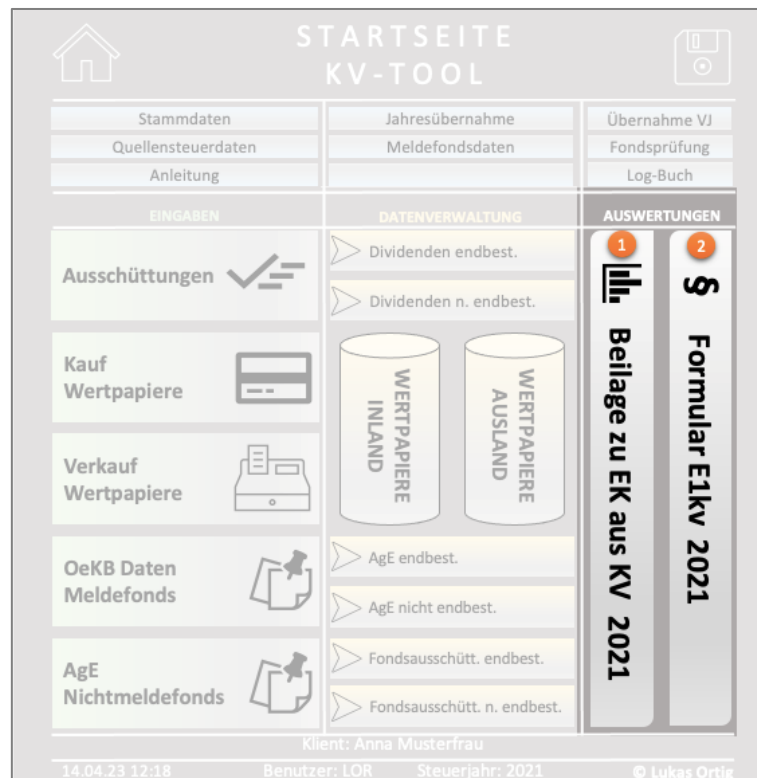 STARTSEITE
KV-TOOL
Stammdaten
Jahresübernahme
Übernahme VJ
Quellensteuerdaten
Meldefondsdaten
Fondsprüfung
Anleitung
Log-Buch
EINGABEN
DATENVERWALTUNG
AUSWERTUNGEN
Ausschüttungen
Kauf
Wertpapiere
Verkauf
Wertpapiere
OeKB Daten
Meldefonds
AgE
Nichtmeldefonds
Dividenden endbest.
Dividenden n. endbest.
WERTPAPIERE
INLAND
WERTPAPIERE
AUSLAND
AgE endbest.
AgE nicht endbest.
Fondsausschütt. endbest.
Fondsausschütt. n. endbest.
1
Beilage zu EK aus KV 2021
2
§
Formular E1kv 2021
Klient: Anna Musterfrau
14.04.23 12:18 Benutzer: LOR Steuerjahr: 2021 © Lukas Ortig